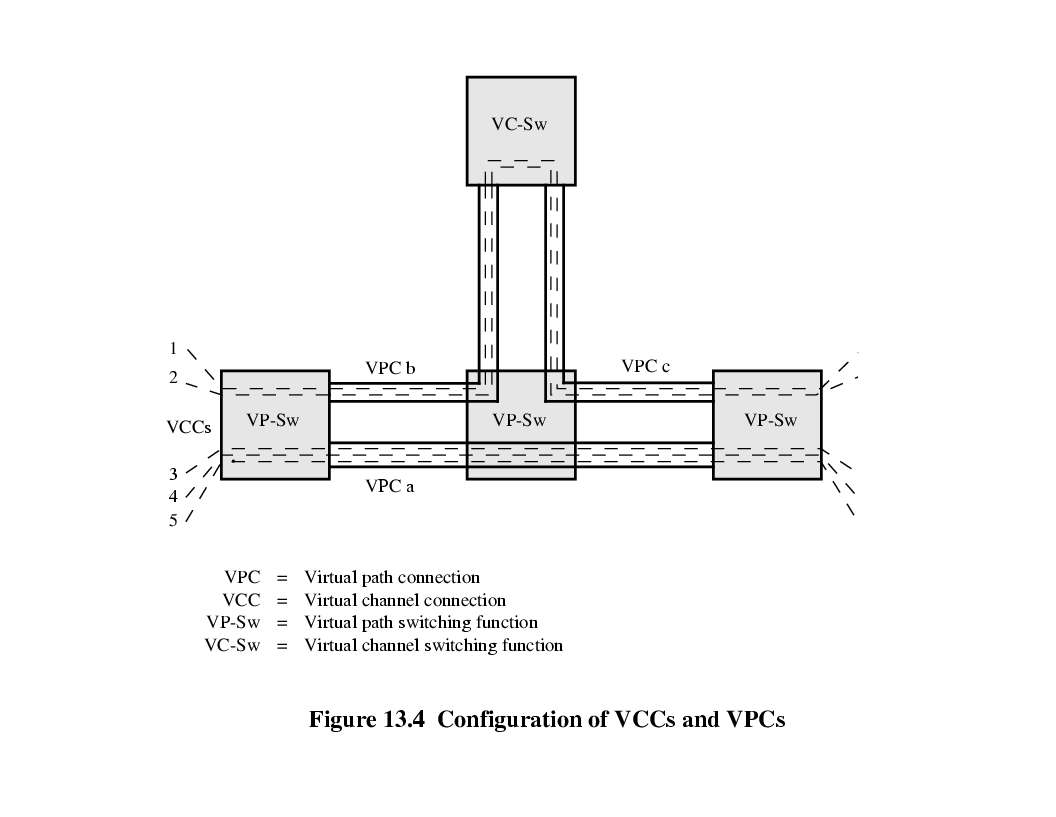 VC-Sw
1
2
VPC b
VPC c
VCCs
VP-Sw
VP-Sw
VP-Sw
3
4
5
VPC a
VPC = Virtual path connection
VCC = Virtual channel connection
VP-Sw = Virtual path switching function
VC-Sw = Virtual channel switching function
Figure 13.4 Configuration of VCCs and VPCs